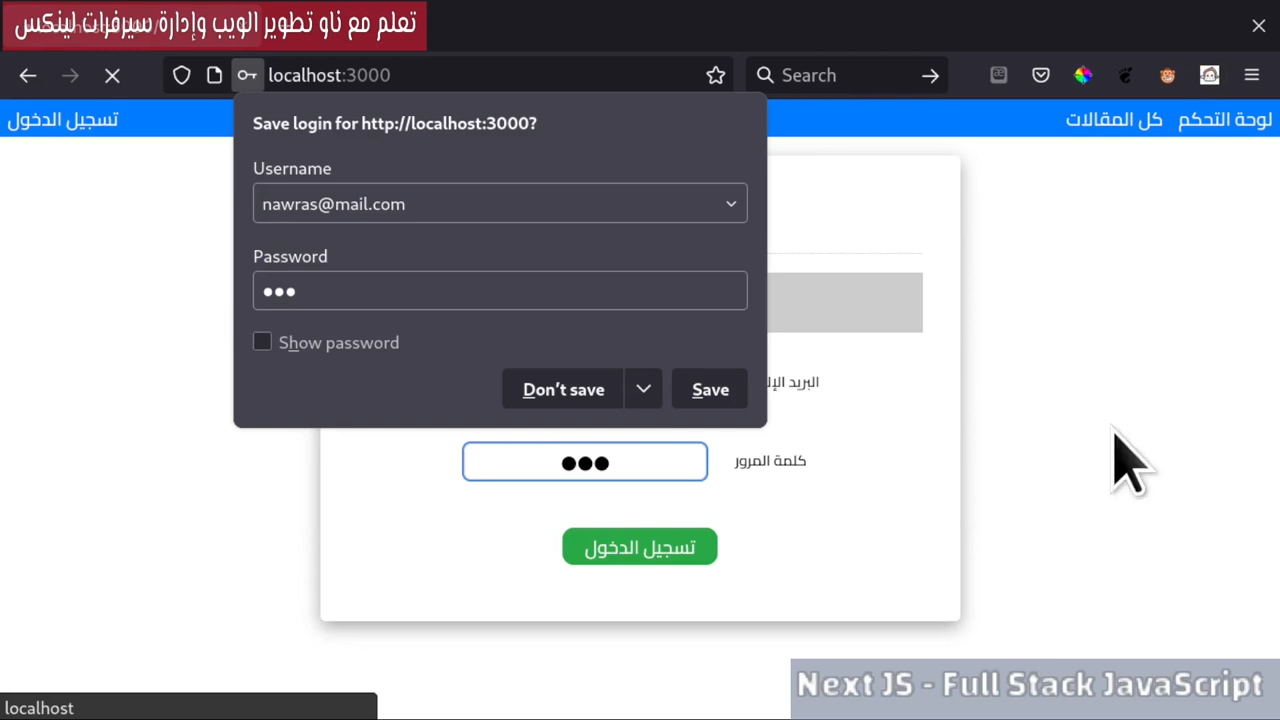 تعلم مع ناو تطوير الويب وإدارة سيرفرات لينكس
localhost:3000
Search
تسجيل الدخول
كل المقالات
لوحة التحكم
Save login for http://localhost:3000?
Username
nawras@mail.com
Password
Show password
Don't save
Save
البريد الإل
كلمة المرور
تسجيل الدخول
Next JS - Full Stack JavaScript
localhost